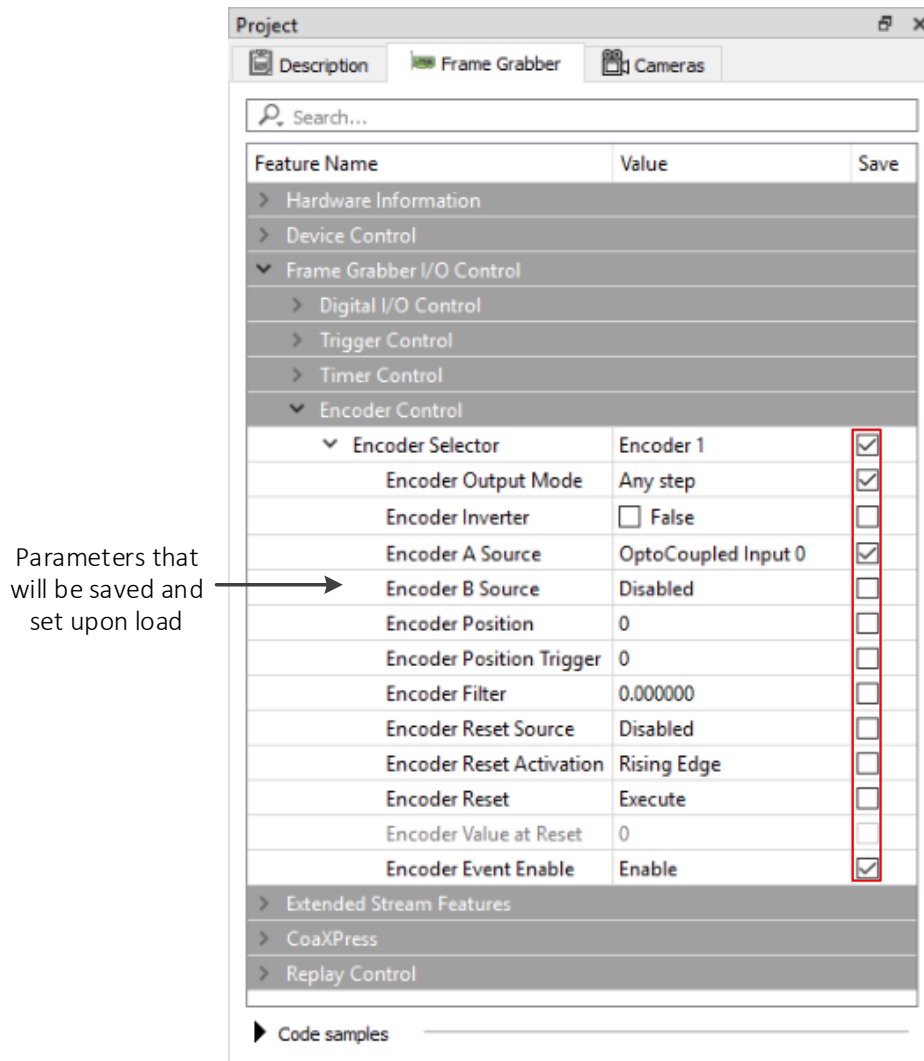 Project
Description Frame Grabber Cameras
Search...
Feature Name Value Save
Hardware Information
Device Control
Frame Grabber I/O Control
Digital I/O Control
Trigger Control
Timer Control
Encoder Control
Encoder Selector Encoder 1
Encoder Output Mode Any step
Encoder Inverter False
Encoder A Source OptoCoupled Input 0
Encoder B Source Disabled
Encoder Position 0
Encoder Position Trigger 0
Encoder Filter 0.000000
Encoder Reset Source Disabled
Encoder Reset Activation Rising Edge
Encoder Reset Execute
Encoder Value at Reset 0
Encoder Event Enable Enable
Extended Stream Features
CoaXPress
Replay Control
Code samples
Parameters that
will be saved and
set upon load